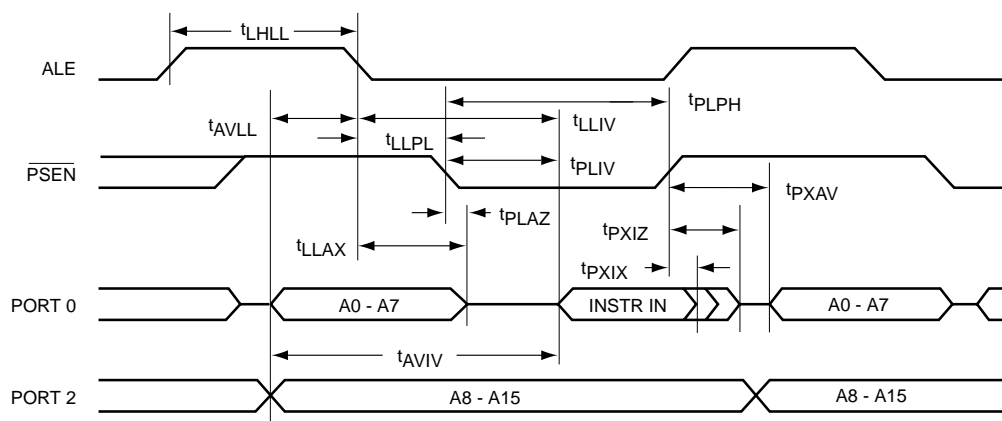 tLHLL
ALE
tPLPH
tAVLL
tLLIV
tLLPL
PSEN
tPLIV
tPXAV
tPLAZ
tPXIZ
tLLAX
tPXIX
PORT 0
A0 - A7
INSTR IN
A0 - A7
tAVIV
PORT 2
A8 - A15
A8 - A15